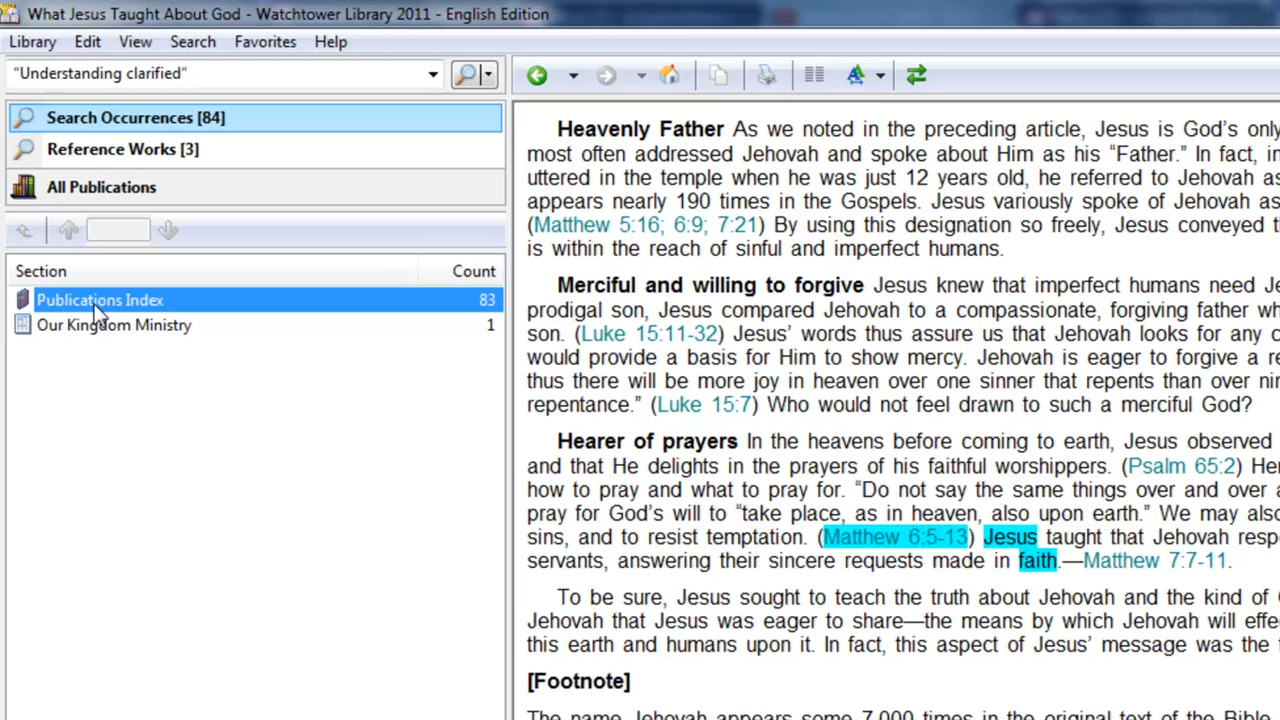 What Jesus Taught About God - Watchtower Library 2011 - English Edition
Library Edit View Search Favorites Help
"Understanding clarified"
Search Occurrences [84]
Reference Works [3]
All Publications
Section Count
Publications Index 83
Our Kingdom Ministry 1
Heavenly Father As we noted in the preceding article, Jesus is God's only
most often addressed Jehovah and spoke about Him as his “Father.” In fact, in
uttered in the temple when he was just 12 years old, he referred to Jehovah as
appears nearly 190 times in the Gospels. Jesus variously spoke of Jehovah as
(Matthew 5:16; 6:9; 7:21) By using this designation so freely, Jesus conveyed
is within the reach of sinful and imperfect humans.
Merciful and willing to forgive Jesus knew that imperfect humans need
prodigal son, Jesus compared Jehovah to a compassionate, forgiving father
son. (Luke 15:11-32) Jesus’ words thus assure us that Jehovah looks for any
would provide a basis for Him to show mercy. Jehovah is eager to forgive a
thus there will be more joy in heaven over one sinner that repents than over
repentance.” (Luke 15:7) Who would not feel drawn to such a merciful God?
Hearer of prayers In the heavens before coming to earth, Jesus observed
and that He delights in the prayers of his faithful worshippers. (Psalm 65:2)
how to pray and what to pray for. “Do not say the same things over and over
pray for God’s will to “take place, as in heaven, also upon earth.” We may also
sins, and to resist temptation. (Matthew 6:5-13) Jesus taught that Jehovah
servants, answering their sincere requests made in faith.—Matthew 7:7-11.
To be sure, Jesus sought to teach the truth about Jehovah and the kind of
Jehovah that Jesus was eager to share—the means by which Jehovah will
this earth and humans upon it. In fact, this aspect of Jesus’ message was the
[Footnote]
The name Jehovah appears some 7,000 times in the original text of the Bible